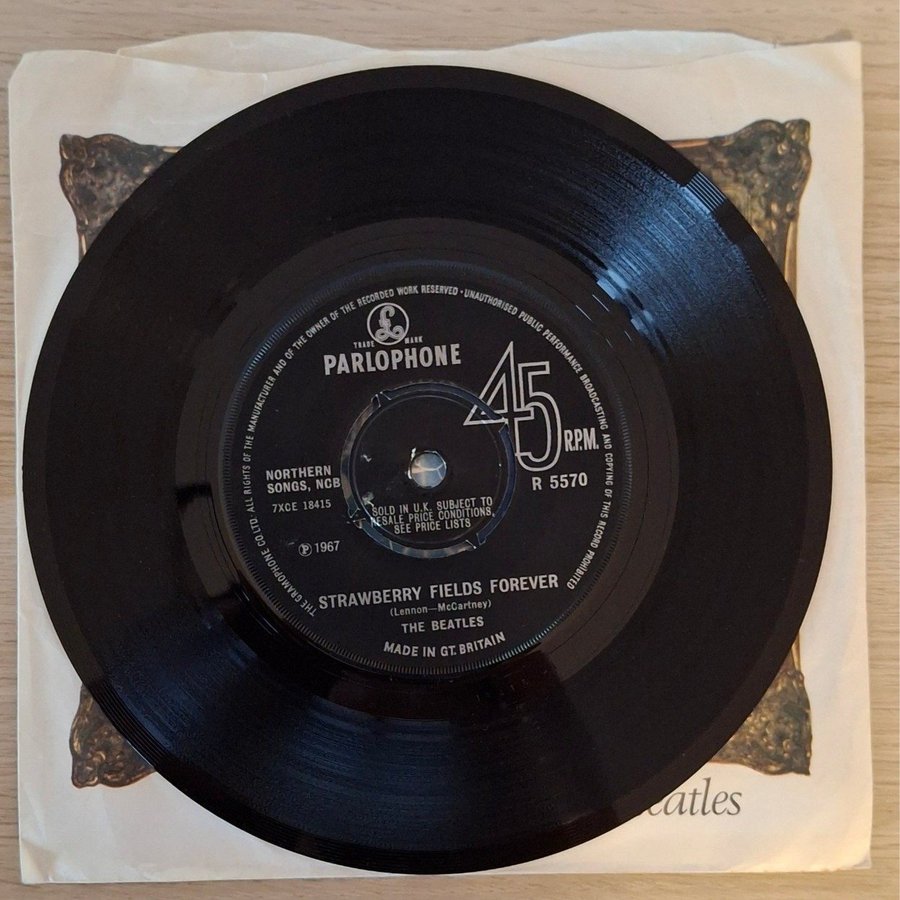 THE GRAMOPHONE CO. LTD. ALL RIGHTS OF THE MANUFACTURER AND OF THE OWNER OF THE RECORDED WORK RESERVED · UNAUTHORISED PUBLIC PERFORMANCE BROADCASTING AND COPYING OF THIS RECORD PROHIBITED
£
TRADE MARK
PARLOPHONE
45
R.P.M.
R 5570
NORTHERN
SONGS, NCB
7XCE 18415
SOLD IN U.K. SUBJECT TO
RESALE PRICE CONDITIONS,
SEE PRICE LISTS
℗ 1967
STRAWBERRY FIELDS FOREVER
(Lennon—McCartney)
THE BEATLES
MADE IN GT. BRITAIN
eatles